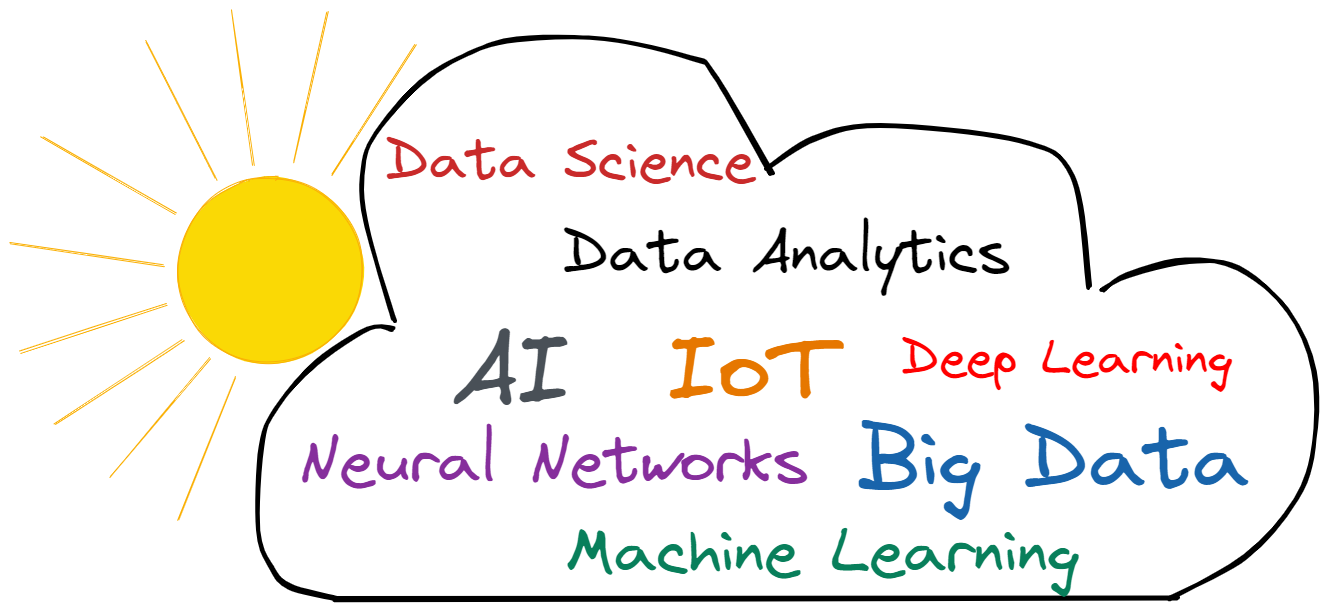 Data Science
Data Analytics
AI IoT Deep Learning
Neural Networks Big Data
Machine Learning